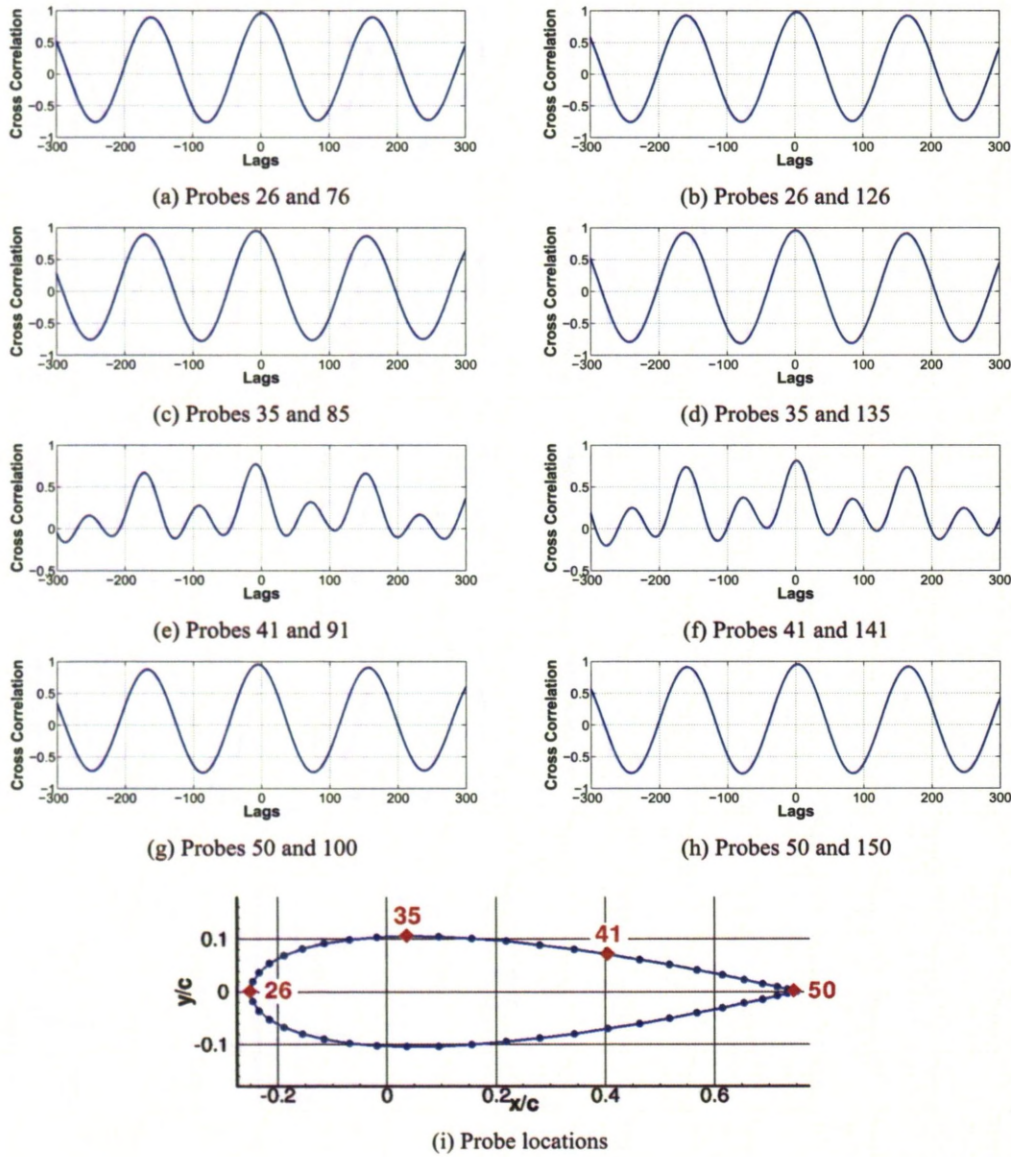 Cross Correlation
1
0.5
0
−0.5
−1
−300 −200 −100 0 100 200 300
Lags
(a) Probes 26 and 76
Cross Correlation
1
0.5
0
−0.5
−1
−300 −200 −100 0 100 200 300
Lags
(b) Probes 26 and 126
Cross Correlation
1
0.5
0
−0.5
−1
−300 −200 −100 0 100 200 300
Lags
(c) Probes 35 and 85
Cross Correlation
1
0.5
0
−0.5
−1
−300 −200 −100 0 100 200 300
Lags
(d) Probes 35 and 135
Cross Correlation
1
0.5
0
−0.5
−300 −200 −100 0 100 200 300
Lags
(e) Probes 41 and 91
Cross Correlation
1
0.5
0
−0.5
−300 −200 −100 0 100 200 300
Lags
(f) Probes 41 and 141
Cross Correlation
1
0.5
0
−0.5
−1
−300 −200 −100 0 100 200 300
Lags
(g) Probes 50 and 100
Cross Correlation
1
0.5
0
−0.5
−1
−300 −200 −100 0 100 200 300
Lags
(h) Probes 50 and 150
y/c
0.1
0
-0.1
35
41
26
50
-0.2 0 0.2 0.4 0.6
x/c
(i) Probe locations